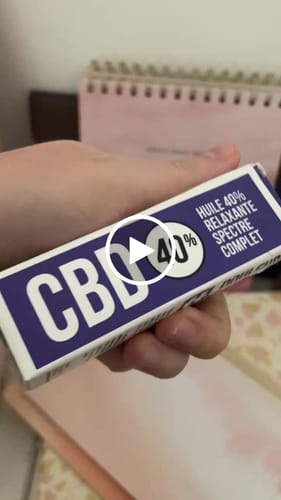 CBD
40%
HUILE 40%
RELAXANTE
SPECTRE
COMPLET